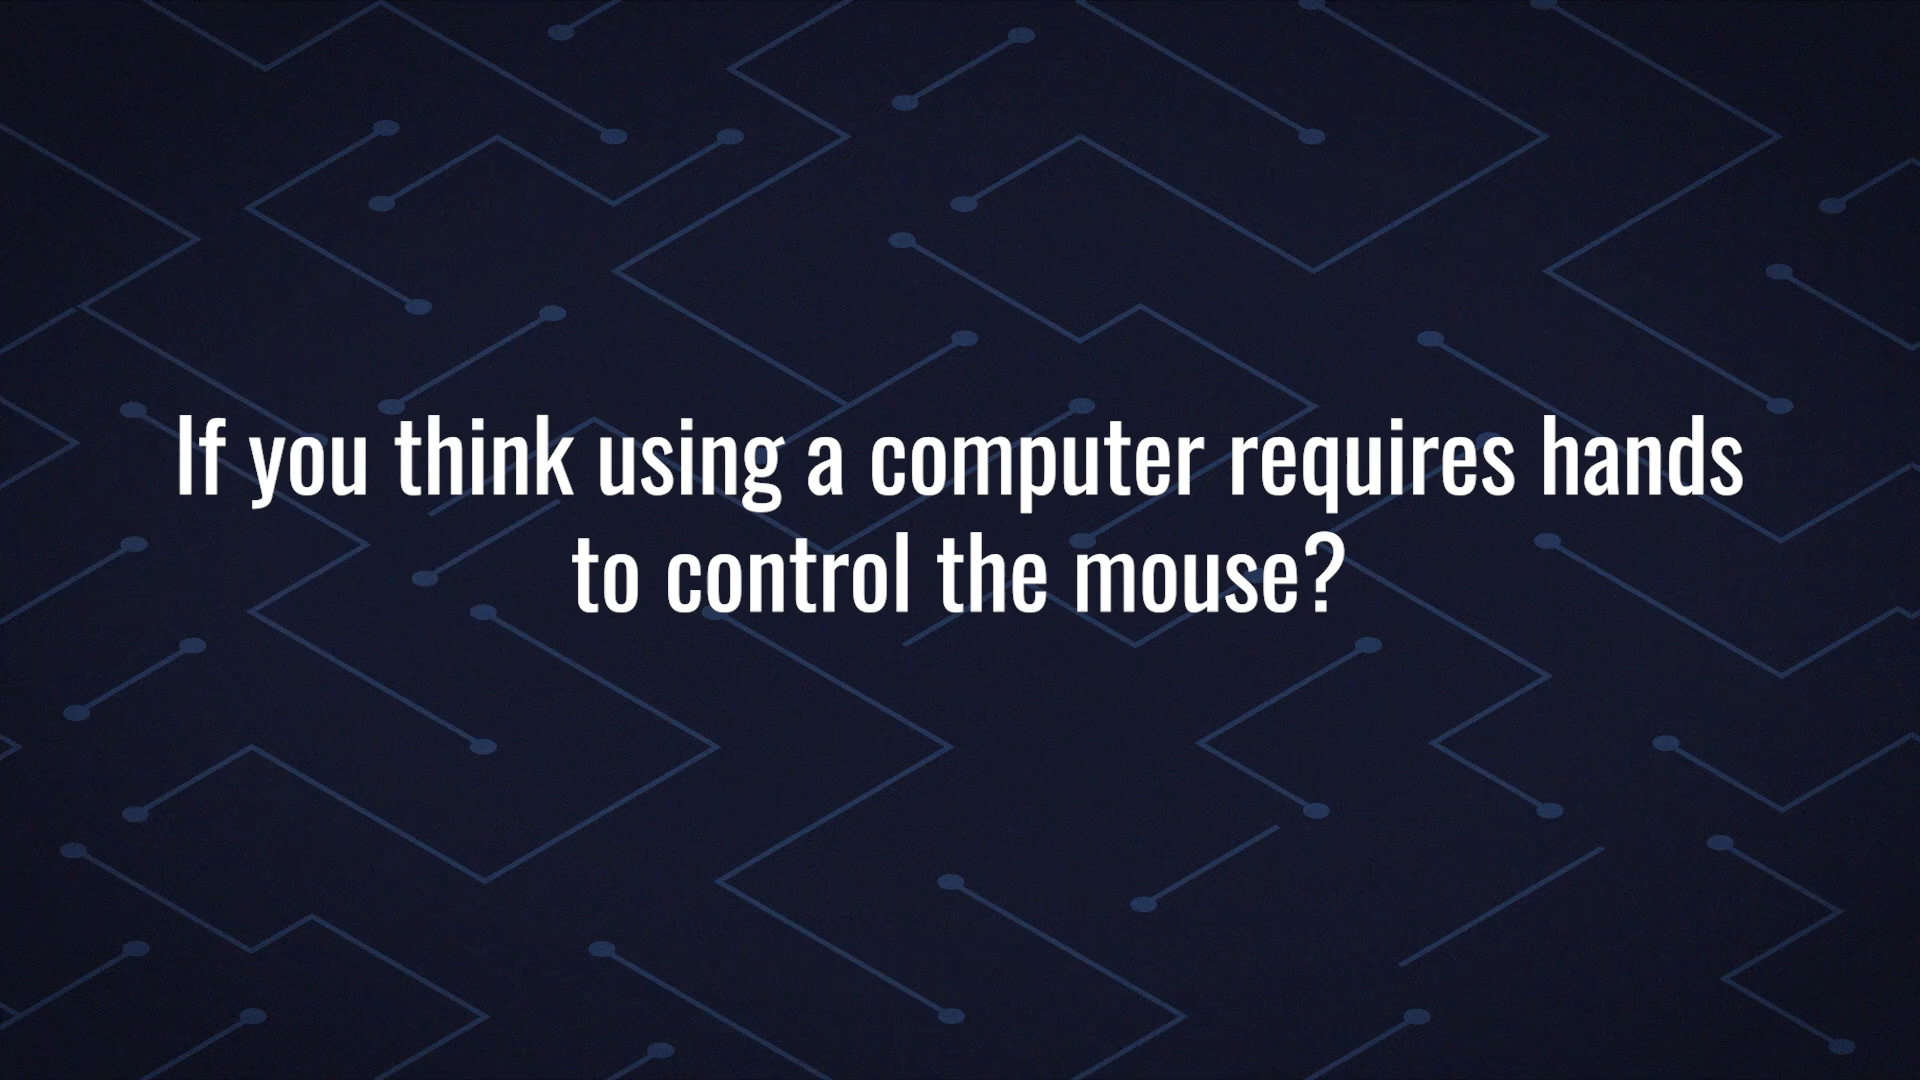 If you think using a computer requires hands
to control the mouse?